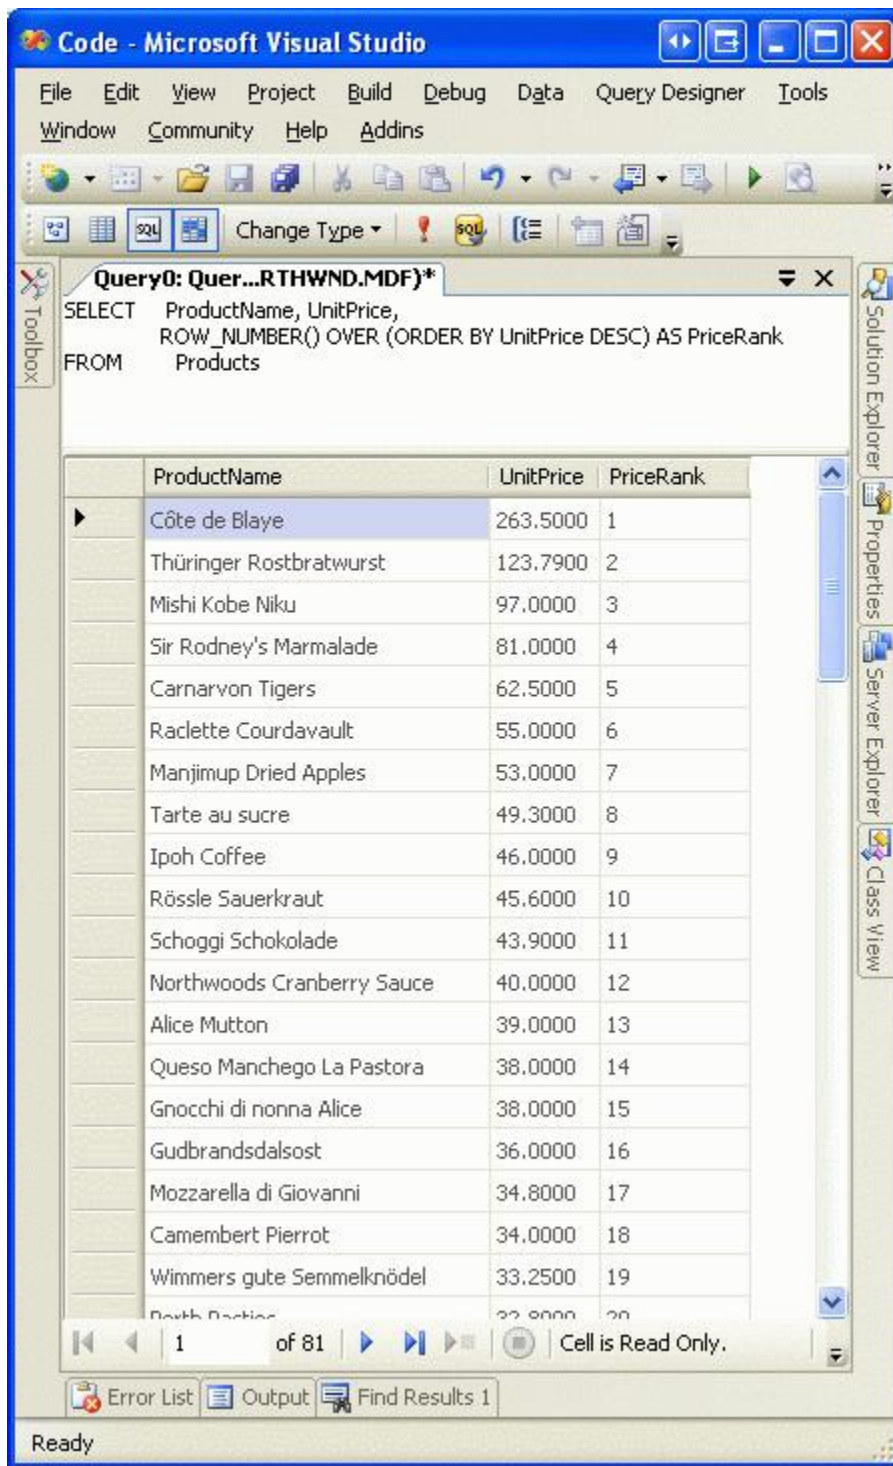 Code - Microsoft Visual Studio
File Edit View Project Build Debug Data Query Designer Tools
Window Community Help Addins
SQL Change Type SQL
Query0: Quer...RTHWND.MDF)*
Toolbox
SELECT ProductName, UnitPrice,
ROW_NUMBER() OVER (ORDER BY UnitPrice DESC) AS PriceRank
FROM Products
Solution Explorer
Properties
Server Explorer
Class View
ProductName UnitPrice PriceRank
Côte de Blaye 263.5000 1
Thüringer Rostbratwurst 123.7900 2
Mishi Kobe Niku 97.0000 3
Sir Rodney's Marmalade 81.0000 4
Carnarvon Tigers 62.5000 5
Raclette Courdavault 55.0000 6
Manjimup Dried Apples 53.0000 7
Tarte au sucre 49.3000 8
Ipoh Coffee 46.0000 9
Rössle Sauerkraut 45.6000 10
Schoggi Schokolade 43.9000 11
Northwoods Cranberry Sauce 40.0000 12
Alice Mutton 39.0000 13
Queso Manchego La Pastora 38.0000 14
Gnocchi di nonna Alice 38.0000 15
Gudbrandsdalsost 36.0000 16
Mozzarella di Giovanni 34.8000 17
Camembert Pierrot 34.0000 18
Wimmers gute Semmelknödel 33.2500 19
Perth Pasties 32.8000 20
1 of 81 Cell is Read Only.
Error List Output Find Results 1
Ready